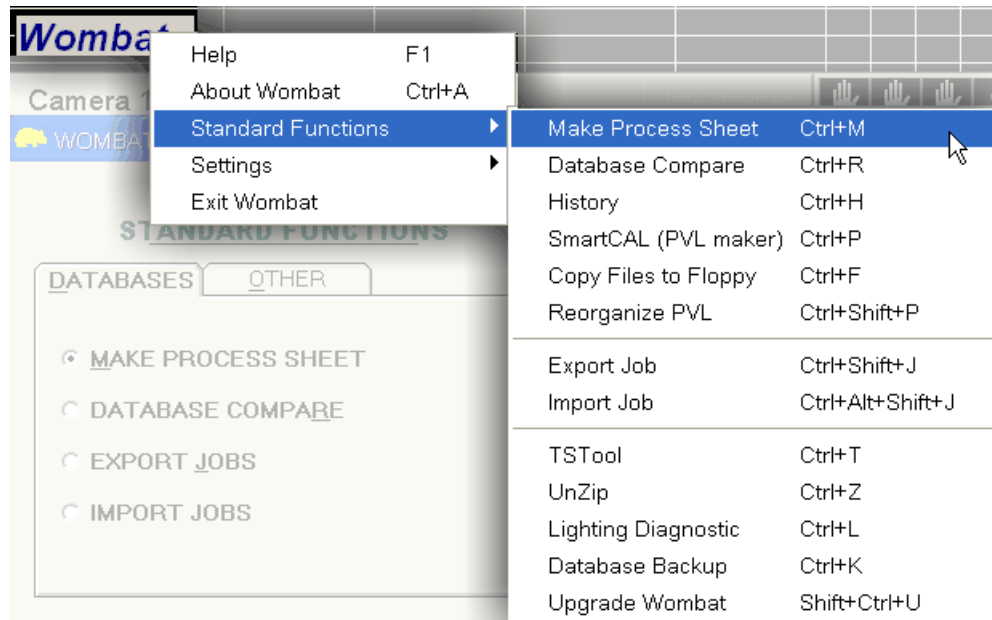 Wombat
Help F1
About Wombat Ctrl+A
Camera 1
Standard Functions
WOMBAT
Settings
Exit Wombat
Make Process Sheet Ctrl+M
Database Compare Ctrl+R
History Ctrl+H
SmartCAL (PVL maker) Ctrl+P
Copy Files to Floppy Ctrl+F
Reorganize PVL Ctrl+Shift+P
Export Job Ctrl+Shift+J
Import Job Ctrl+Alt+Shift+J
TSTool Ctrl+T
UnZip Ctrl+Z
Lighting Diagnostic Ctrl+L
Database Backup Ctrl+K
Upgrade Wombat Shift+Ctrl+U
STANDARD FUNCTIONS
DATABASES OTHER
MAKE PROCESS SHEET
DATABASE COMPARE
EXPORT JOBS
IMPORT JOBS